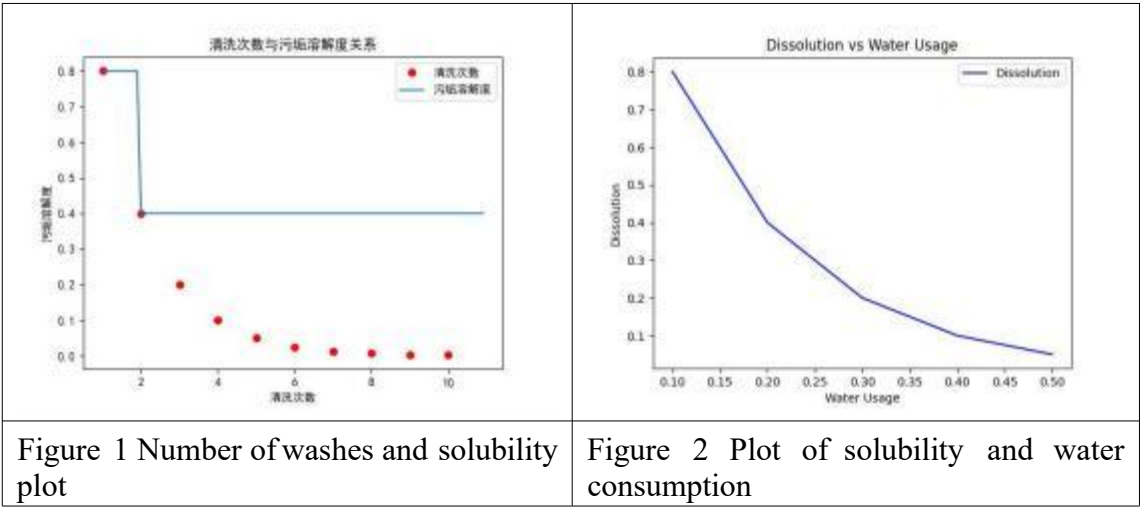 清洗次数与污垢溶解度关系
清洗次数
污垢溶解度
0.8
0.7
0.6
0.5
0.4
0.3
0.2
0.1
0.0
污垢溶解度
2
4
6
8
10
清洗次数
Figure 1 Number of washes and solubility
plot
Dissolution vs Water Usage
Dissolution
0.8
0.7
0.6
0.5
0.4
0.3
0.2
0.1
Dissolution
0.10 0.15 0.20 0.25 0.30 0.35 0.40 0.45 0.50
Water Usage
Figure 2 Plot of solubility and water
consumption